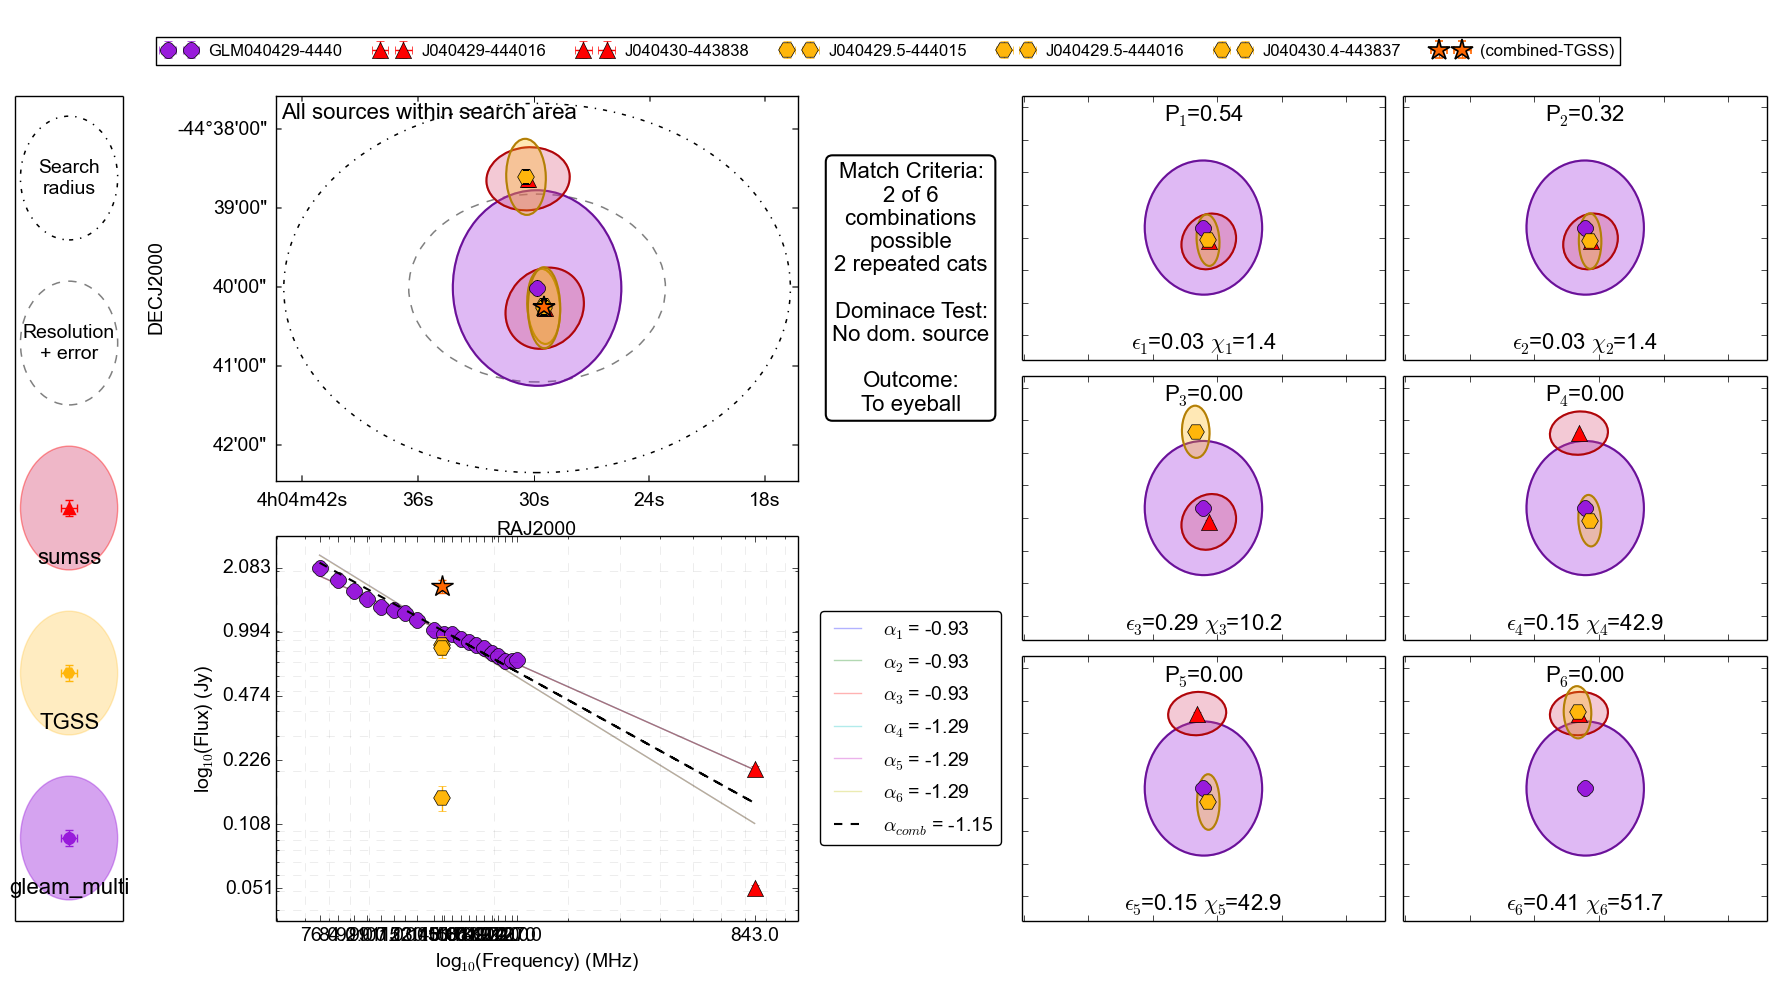 GLM040429-4440 J040429-444016 J040430-443838 J040429.5-444015 J040429.5-444016 J040430.4-443837 (combined-TGSS)
Search
radius
Resolution
+ error
sumss
TGSS
gleam_multi
All sources within search area
-44°38'00"
39'00"
40'00"
41'00"
42'00"
DECJ2000
4h04m42s 36s 30s 24s 18s
RAJ2000
2.083
0.994
0.474
0.226
0.108
0.051
log10(Flux) (Jy)
843.0
log10(Frequency) (MHz)
Match Criteria:
2 of 6
combinations
possible
2 repeated cats
Dominace Test:
No dom. source
Outcome:
To eyeball
α1 = -0.93
α2 = -0.93
α3 = -0.93
α4 = -1.29
α5 = -1.29
α6 = -1.29
αcomb = -1.15
P1=0.54
ϵ1=0.03 χ1=1.4
P2=0.32
ϵ2=0.03 χ2=1.4
P3=0.00
ϵ3=0.29 χ3=10.2
P4=0.00
ϵ4=0.15 χ4=42.9
P5=0.00
ϵ5=0.15 χ5=42.9
P6=0.00
ϵ6=0.41 χ6=51.7